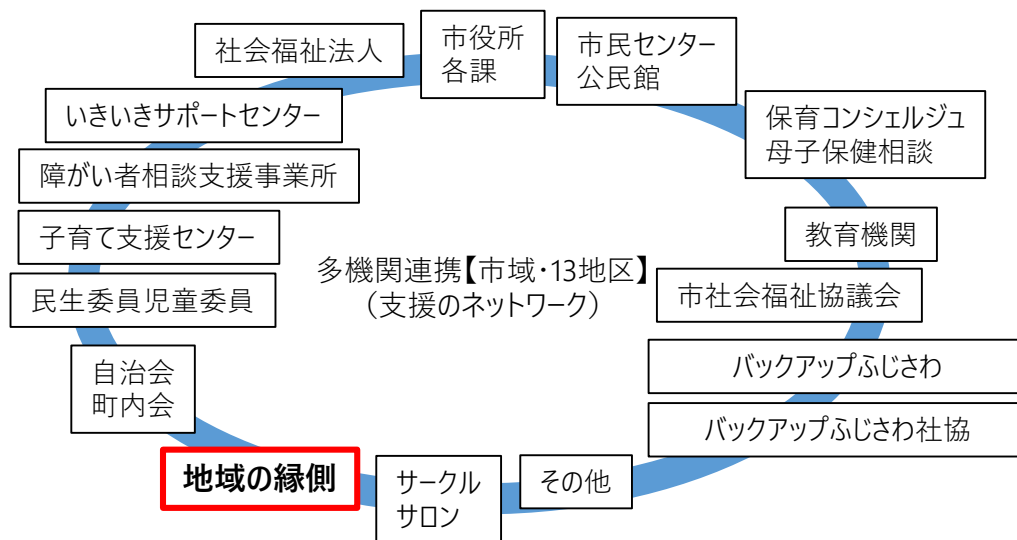 社会福祉法人
市役所
各課
市民センター
公民館
いきいきサポートセンター
保育コンシェルジュ
母子保健相談
障がい者相談支援事業所
子育て支援センター
教育機関
多機関連携【市域・13地区】
（支援のネットワーク）
民生委員児童委員
市社会福祉協議会
自治会
町内会
バックアップふじさわ
バックアップふじさわ社協
地域の縁側
サークル
サロン
その他